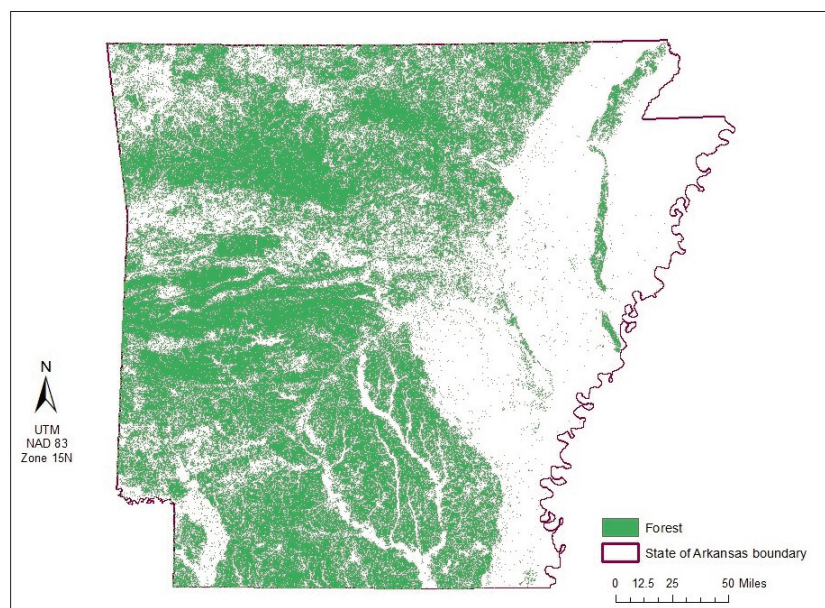 N
UTM
NAD 83
Zone 15N
Forest
State of Arkansas boundary
0 12.5 25 50 Miles